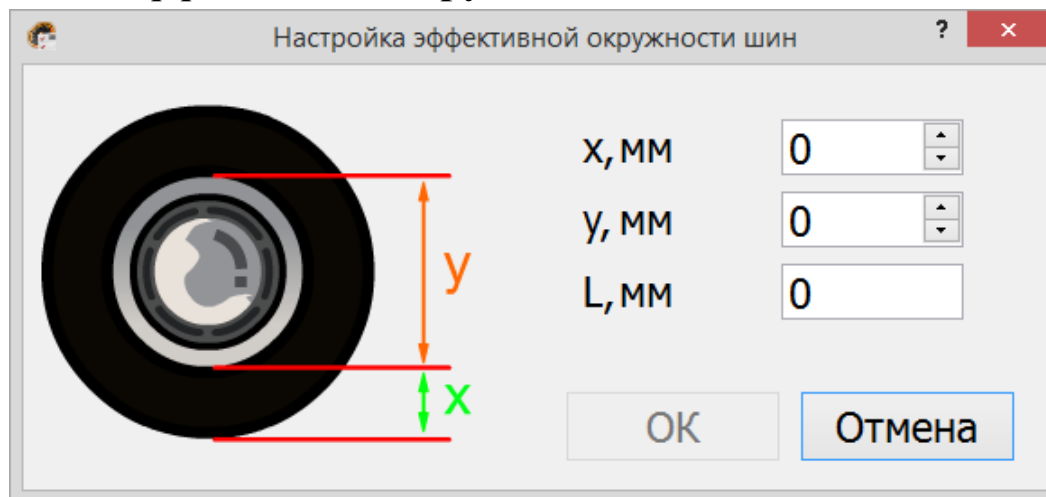 Настройка эффективной окружности шин ? ×
x, мм 0
y, мм 0
L, мм 0
y
x
ОК Отмена